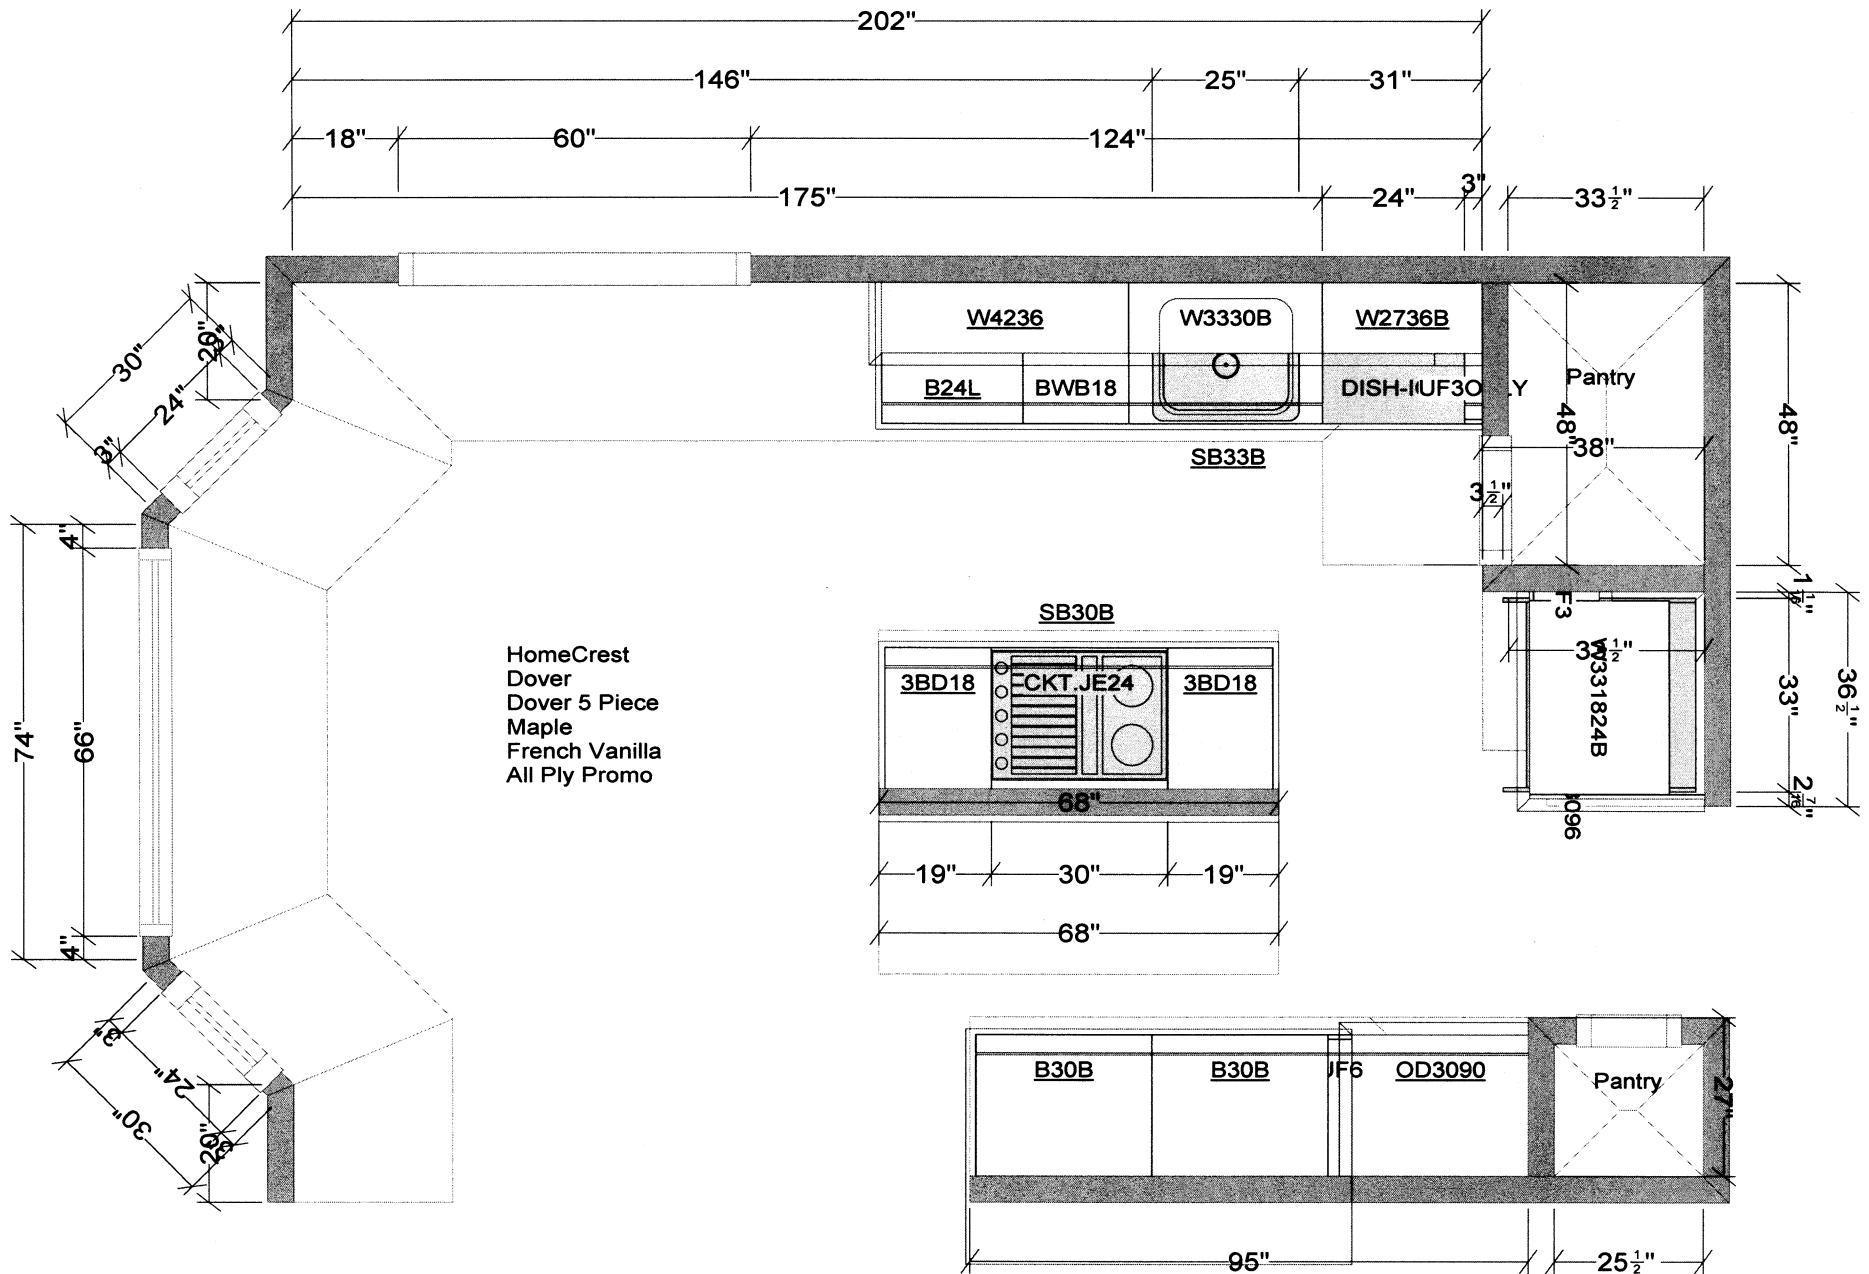 202"
146"
25"
31"
18"
60"
124"
175"
24"
3"
33 1/2"
W4236
W3330B
W2736B
B24L
BWB18
Pantry
SB33B
48"
38"
48"
3 1/2"
20"
3"
30"
24"
3"
4"
74"
66"
4"
HomeCrest
Dover
Dover 5 Piece
Maple
French Vanilla
All Ply Promo
SB30B
3BD18
CKT.JE24
3BD18
68"
19"
30"
19"
68"
F3
W331824B
33"
36 1/2"
3"
24"
30"
20"
3"
B30B
B30B
OD3090
Pantry
27"
95"
25 1/2"